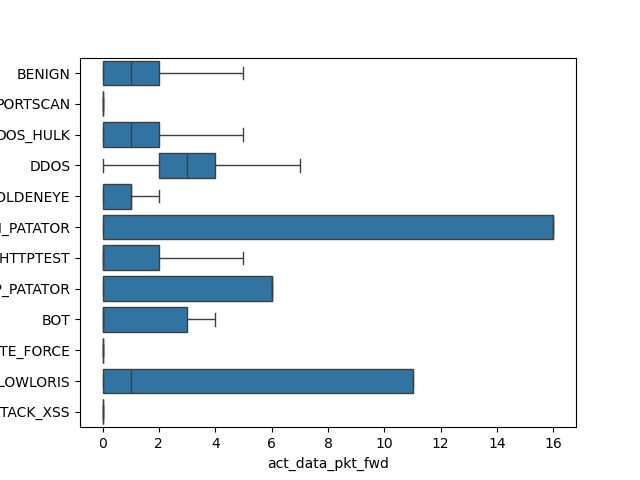 BENIGN
PORTSCAN
DOS_HULK
DDOS
OLDENEYE
_PATATOR
HTTPTEST
P_PATATOR
BOT
TE_FORCE
LOWLORIS
TACK_XSS
0 2 4 6 8 10 12 14 16
act_data_pkt_fwd